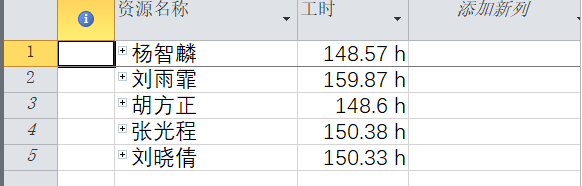 资源名称 工时 添加新列
1 杨智麟 148.57 h
2 刘雨霏 159.87 h
3 胡方正 148.6 h
4 张光程 150.38 h
5 刘晓倩 150.33 h